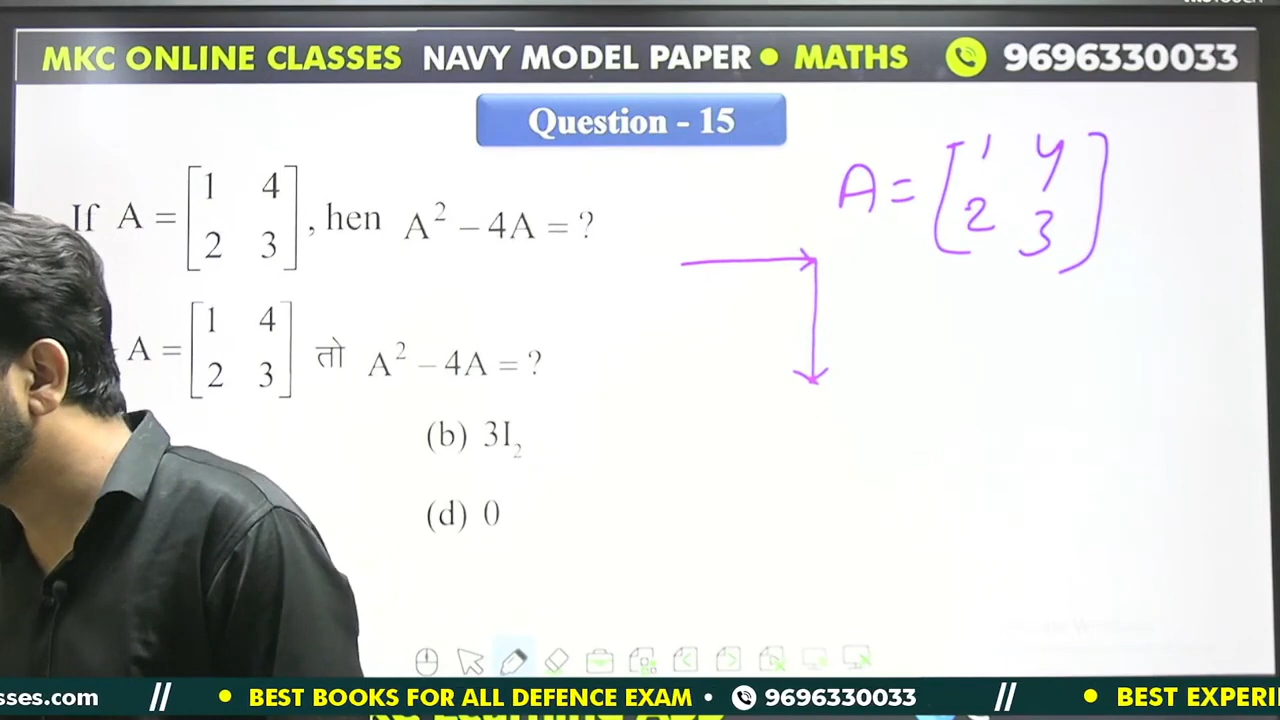 MKC ONLINE CLASSES NAVY MODEL PAPER • MATHS 9696330033
Question - 15
If A = [1 4; 2 3], hen A² – 4A = ?
A = [1 4; 2 3] तो A² – 4A = ?
(b) 3I₂
(d) 0
A = [1 4; 2 3]
sses.com // • BEST BOOKS FOR ALL DEFENCE EXAM • 9696330033 // • BEST EXPERI